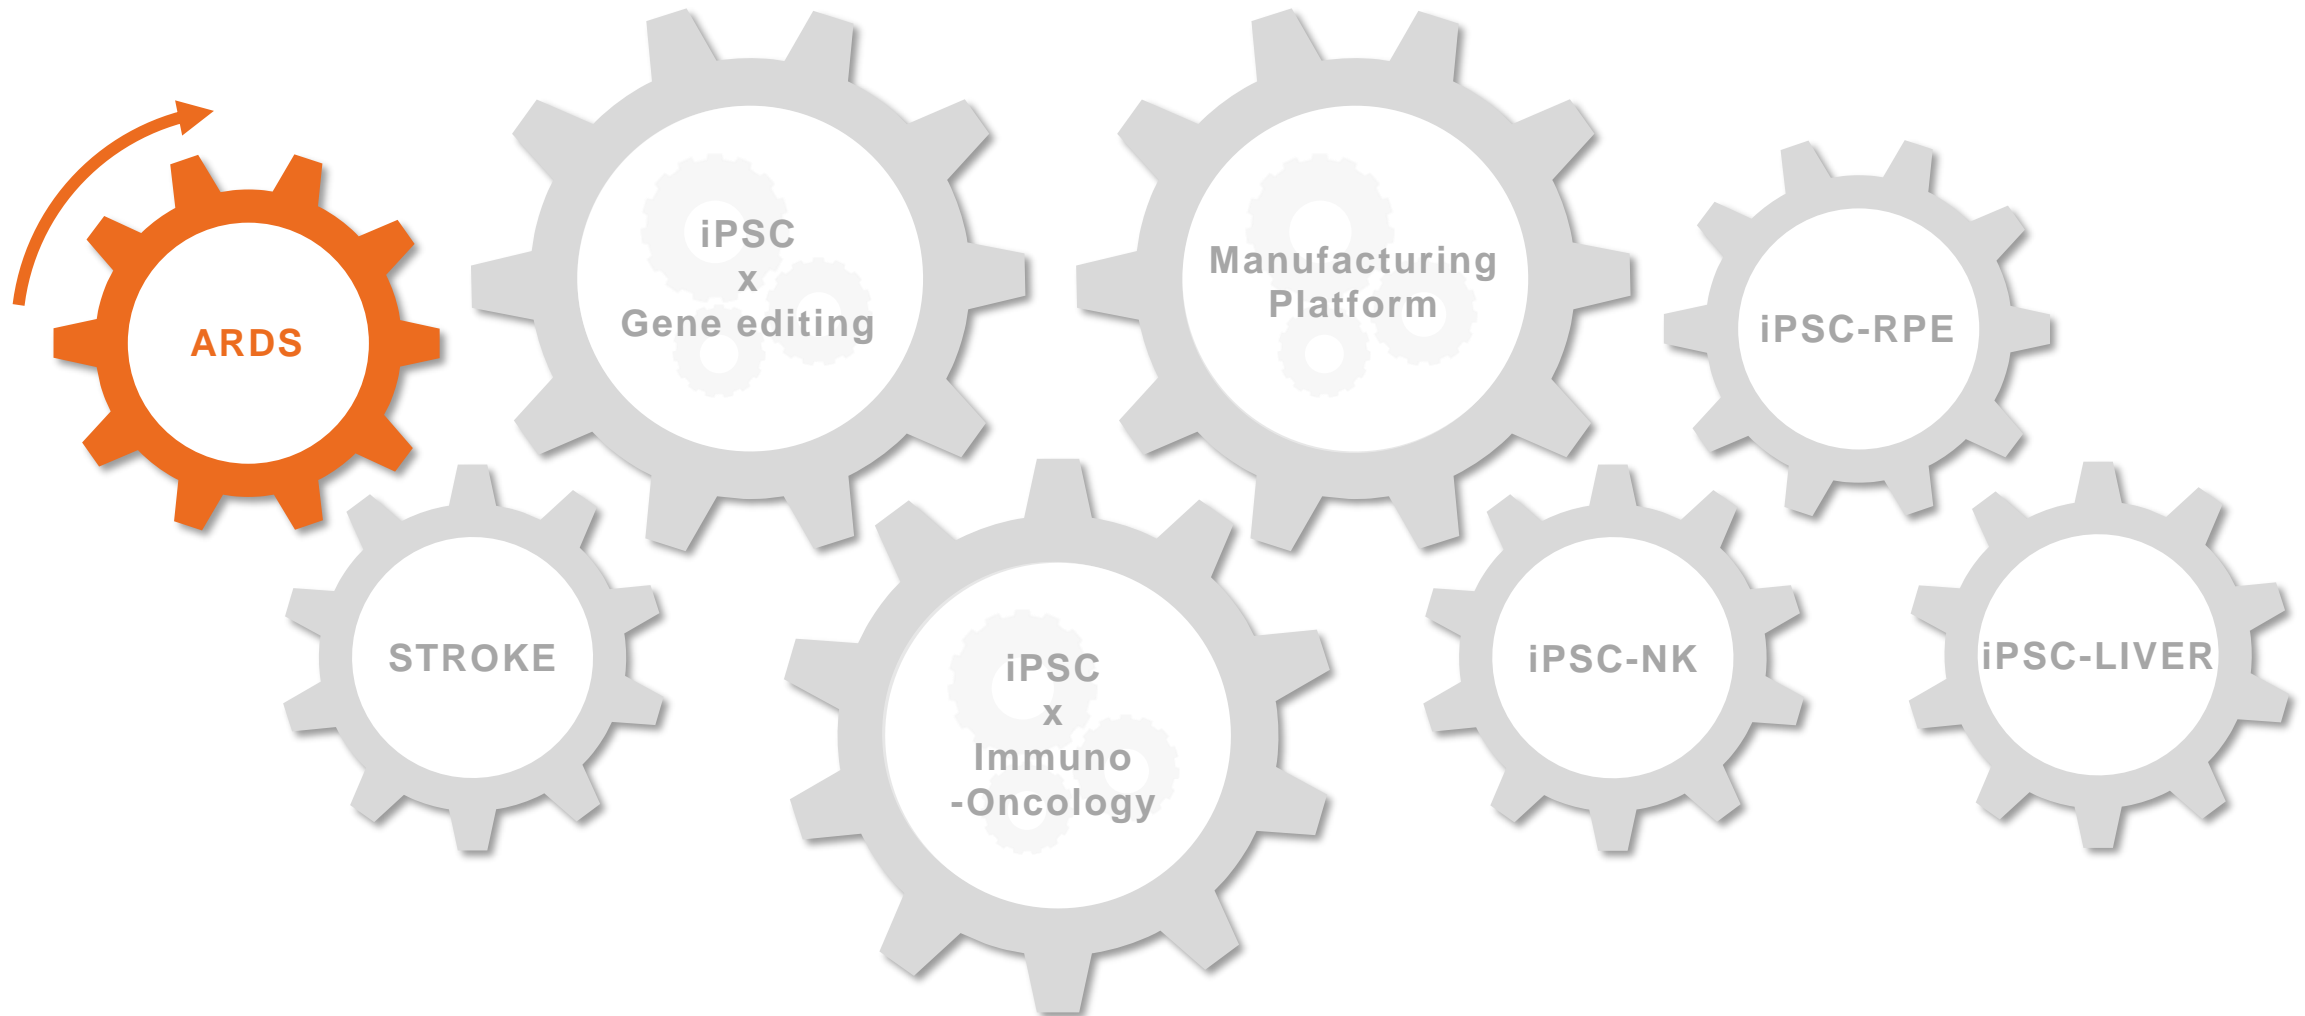 ARDS
iPSC
x
Gene editing
Manufacturing
Platform
iPSC-RPE
STROKE
iPSC
x
Immuno
-Oncology
iPSC-NK
iPSC-LIVER